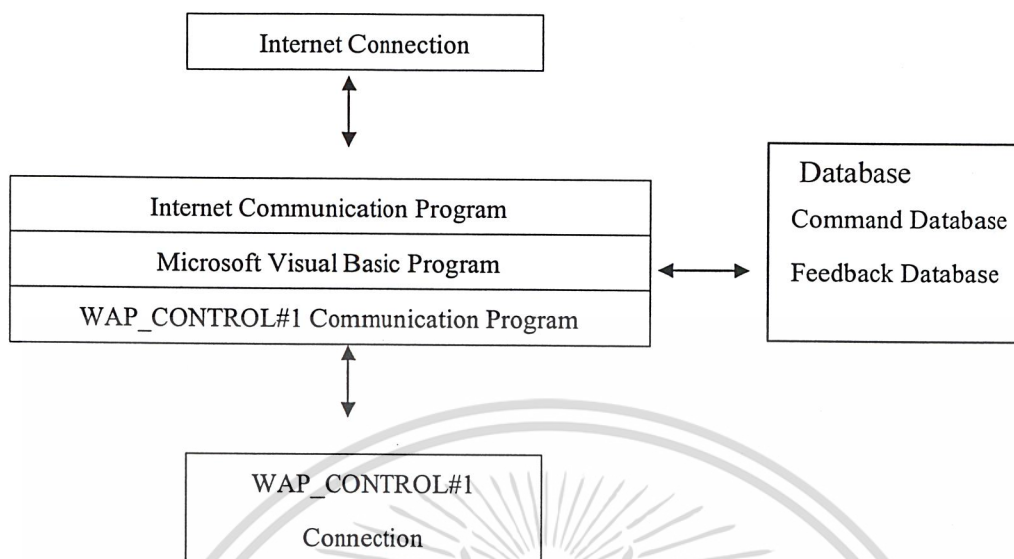 Internet Connection
Internet Communication Program
Microsoft Visual Basic Program
WAP_CONTROL#1 Communication Program
Database
Command Database
Feedback Database
WAP_CONTROL#1
Connection